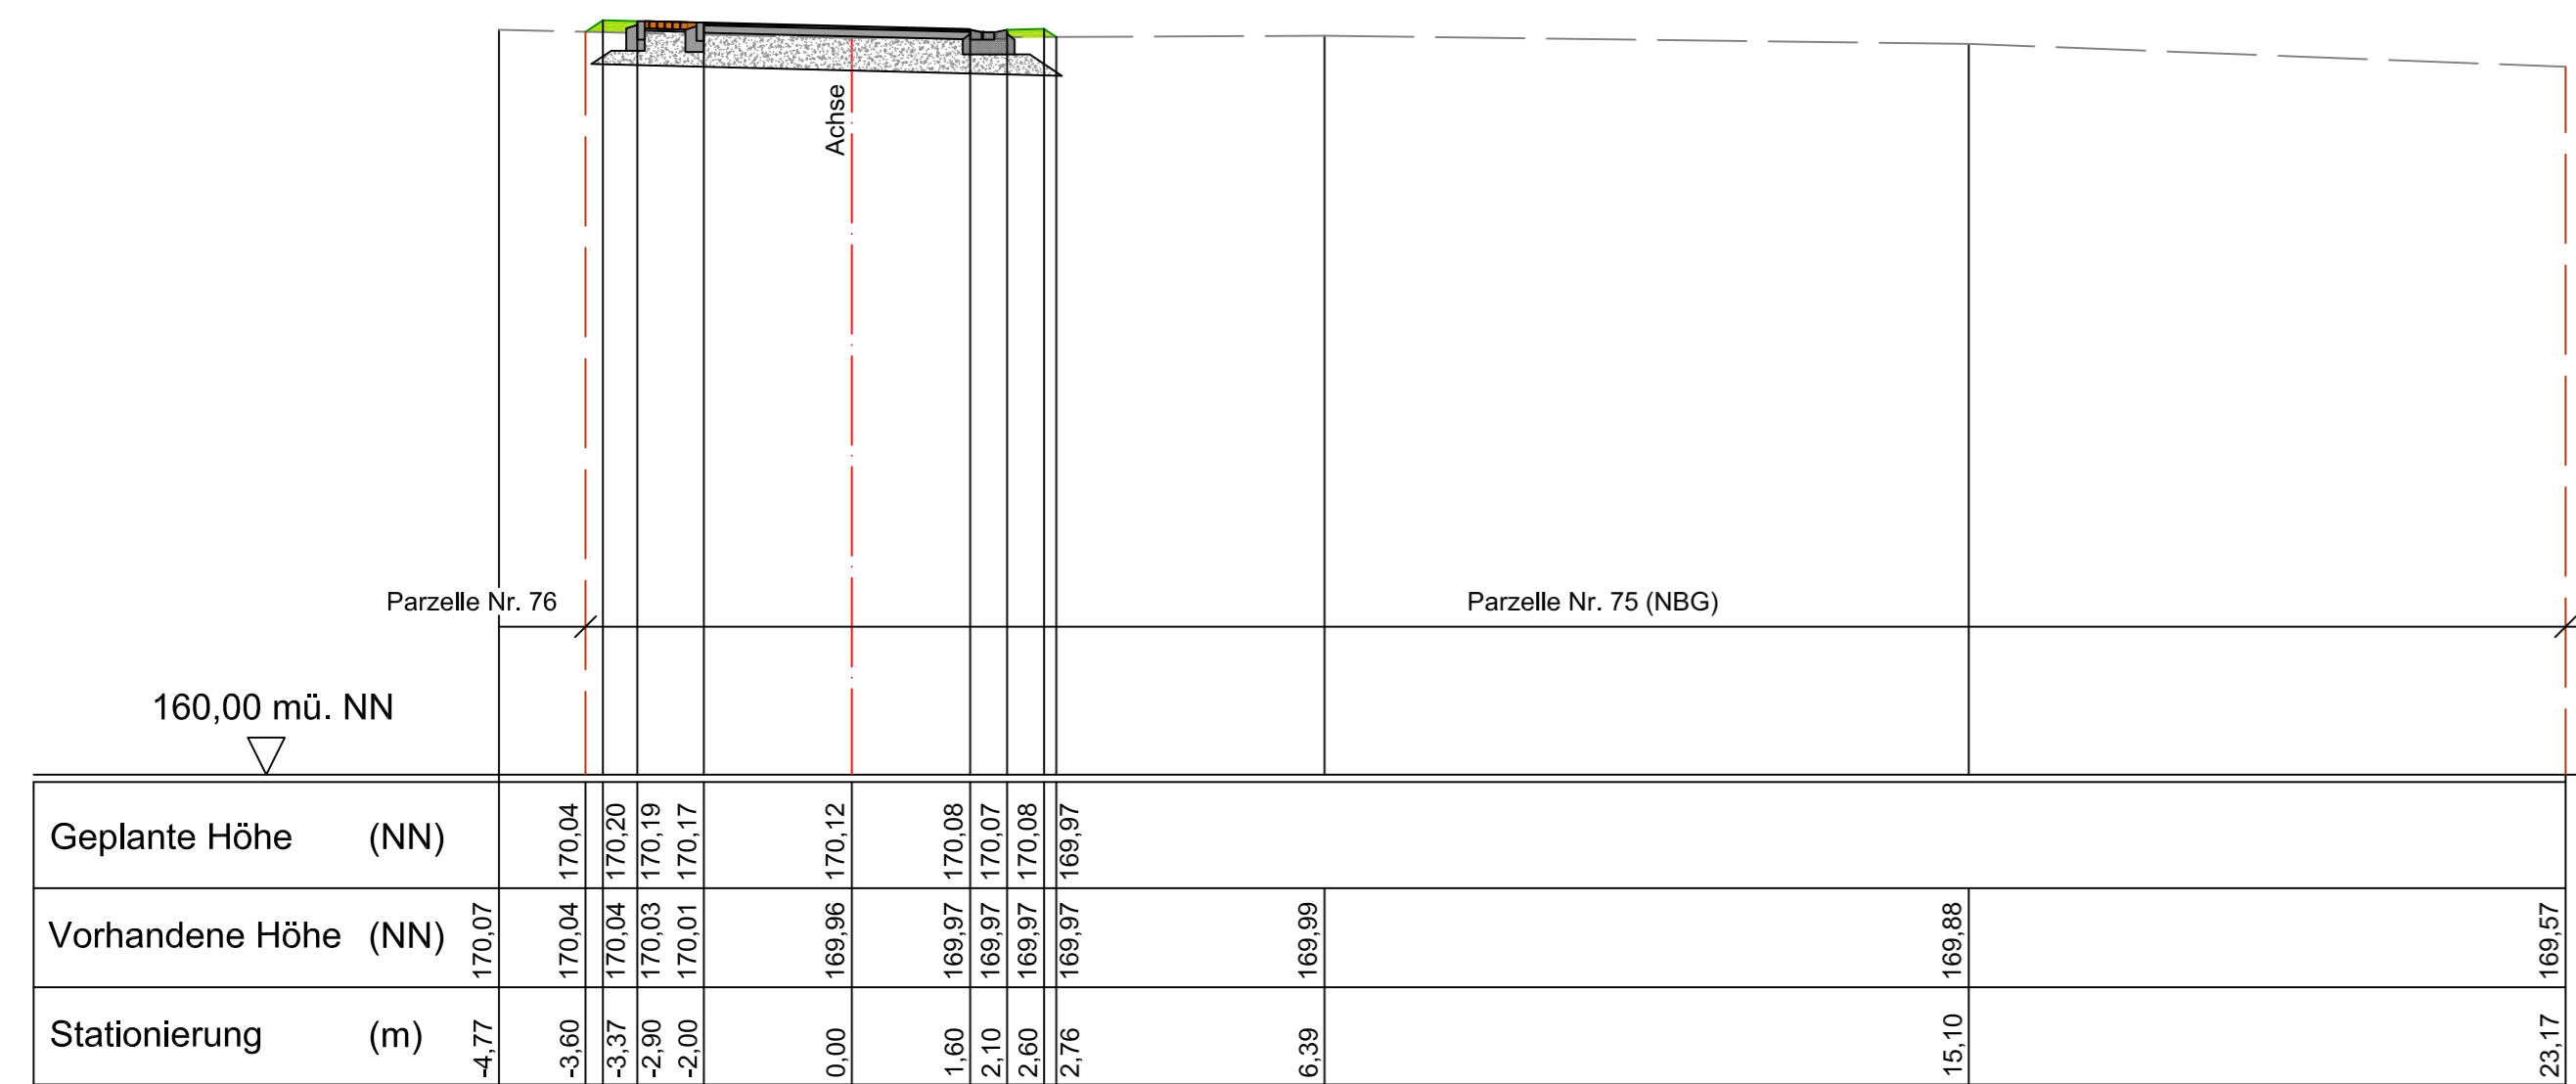 Achse
Parzelle Nr. 76
Parzelle Nr. 75 (NBG)
160,00 mü. NN
Geplante Höhe (NN) 170,04 170,20 170,19 170,17 170,12 170,08 170,07 170,08 169,97
Vorhandene Höhe (NN) 170,07 170,04 170,04 170,03 170,01 169,96 169,97 169,97 169,97 169,97 169,99 169,88 169,57
Stationierung (m) -4,77 -3,60 -3,37 -2,90 -2,00 0,00 1,60 2,10 2,60 2,76 6,39 15,10 23,17